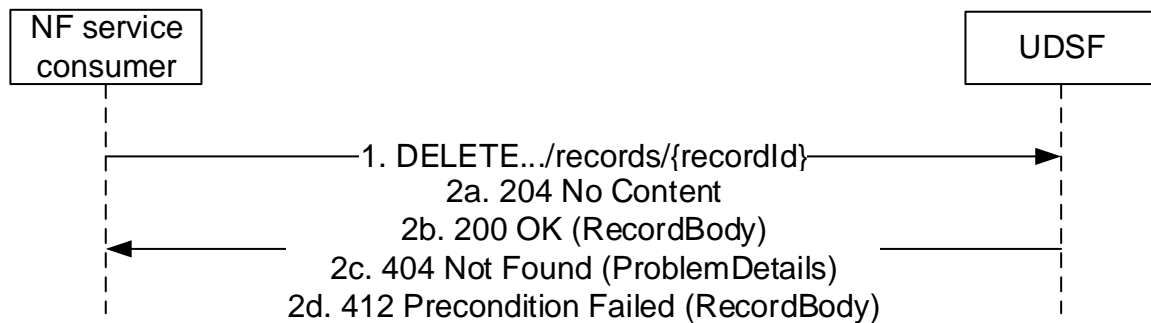 NF service
consumer
UDSF
1. DELETE.../records/{recordId}
2a. 204 No Content
2b. 200 OK (RecordBody)
2c. 404 Not Found (ProblemDetails)
2d. 412 Precondition Failed (RecordBody)